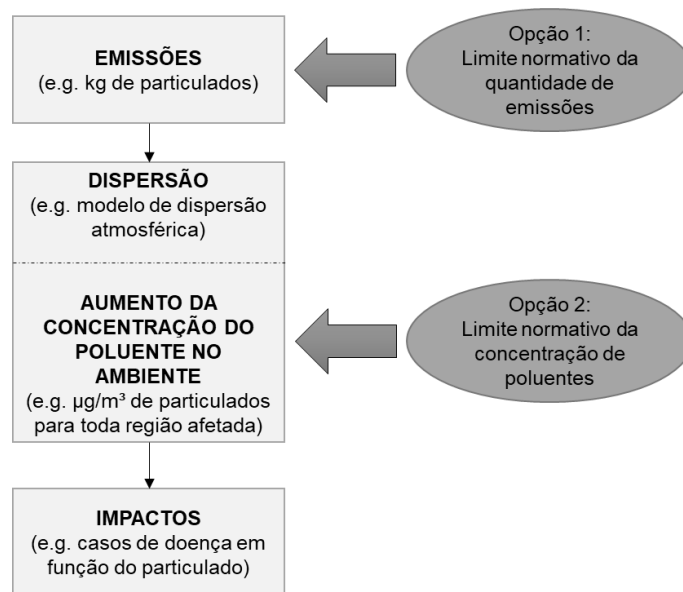 EMISSÕES
(e.g. kg de particulados)
Opção 1:
Limite normativo da
quantidade de
emissões
DISPERSÃO
(e.g. modelo de dispersão
atmosférica)
AUMENTO DA
CONCENTRAÇÃO DO
POLUENTE NO
AMBIENTE
(e.g. µg/m³ de particulados
para toda região afetada)
Opção 2:
Limite normativo da
concentração de
poluentes
IMPACTOS
(e.g. casos de doença em
função do particulado)